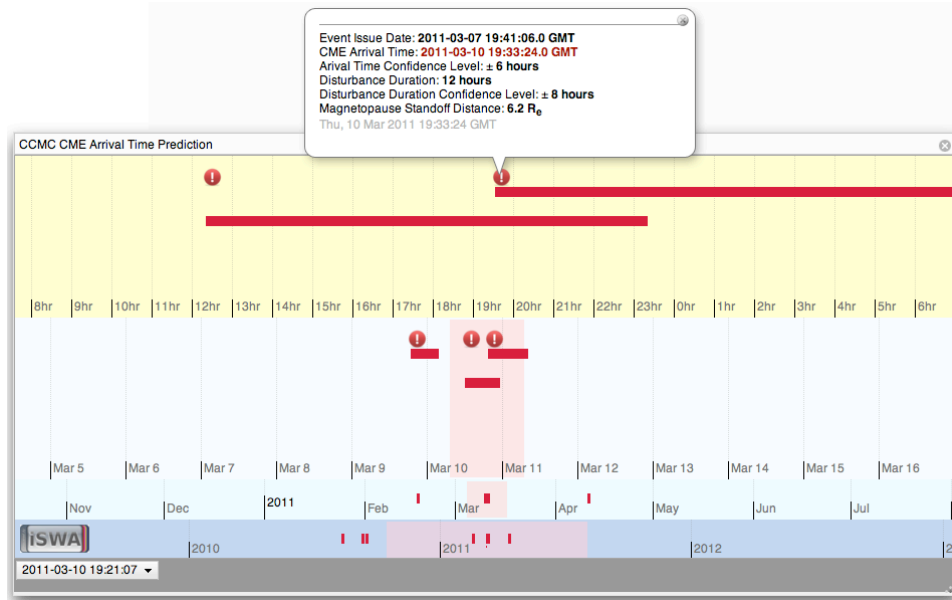 Event Issue Date: 2011-03-07 19:41:06.0 GMT
CME Arrival Time: 2011-03-10 19:33:24.0 GMT
Arival Time Confidence Level: ± 6 hours
Disturbance Duration: 12 hours
Disturbance Duration Confidence Level: ± 8 hours
Magnetopause Standoff Distance: 6.2 Re
Thu, 10 Mar 2011 19:33:24 GMT
CCMC CME Arrival Time Prediction
8hr 9hr 10hr 11hr 12hr 13hr 14hr 15hr 16hr 17hr 18hr 19hr 20hr 21hr 22hr 23hr 0hr 1hr 2hr 3hr 4hr 5hr 6hr
Mar 5 Mar 6 Mar 7 Mar 8 Mar 9 Mar 10 Mar 11 Mar 12 Mar 13 Mar 14 Mar 15 Mar 16
Nov Dec 2011 Feb Mar Apr May Jun Jul
iSWA 2010 2011 2012 2
2011-03-10 19:21:07